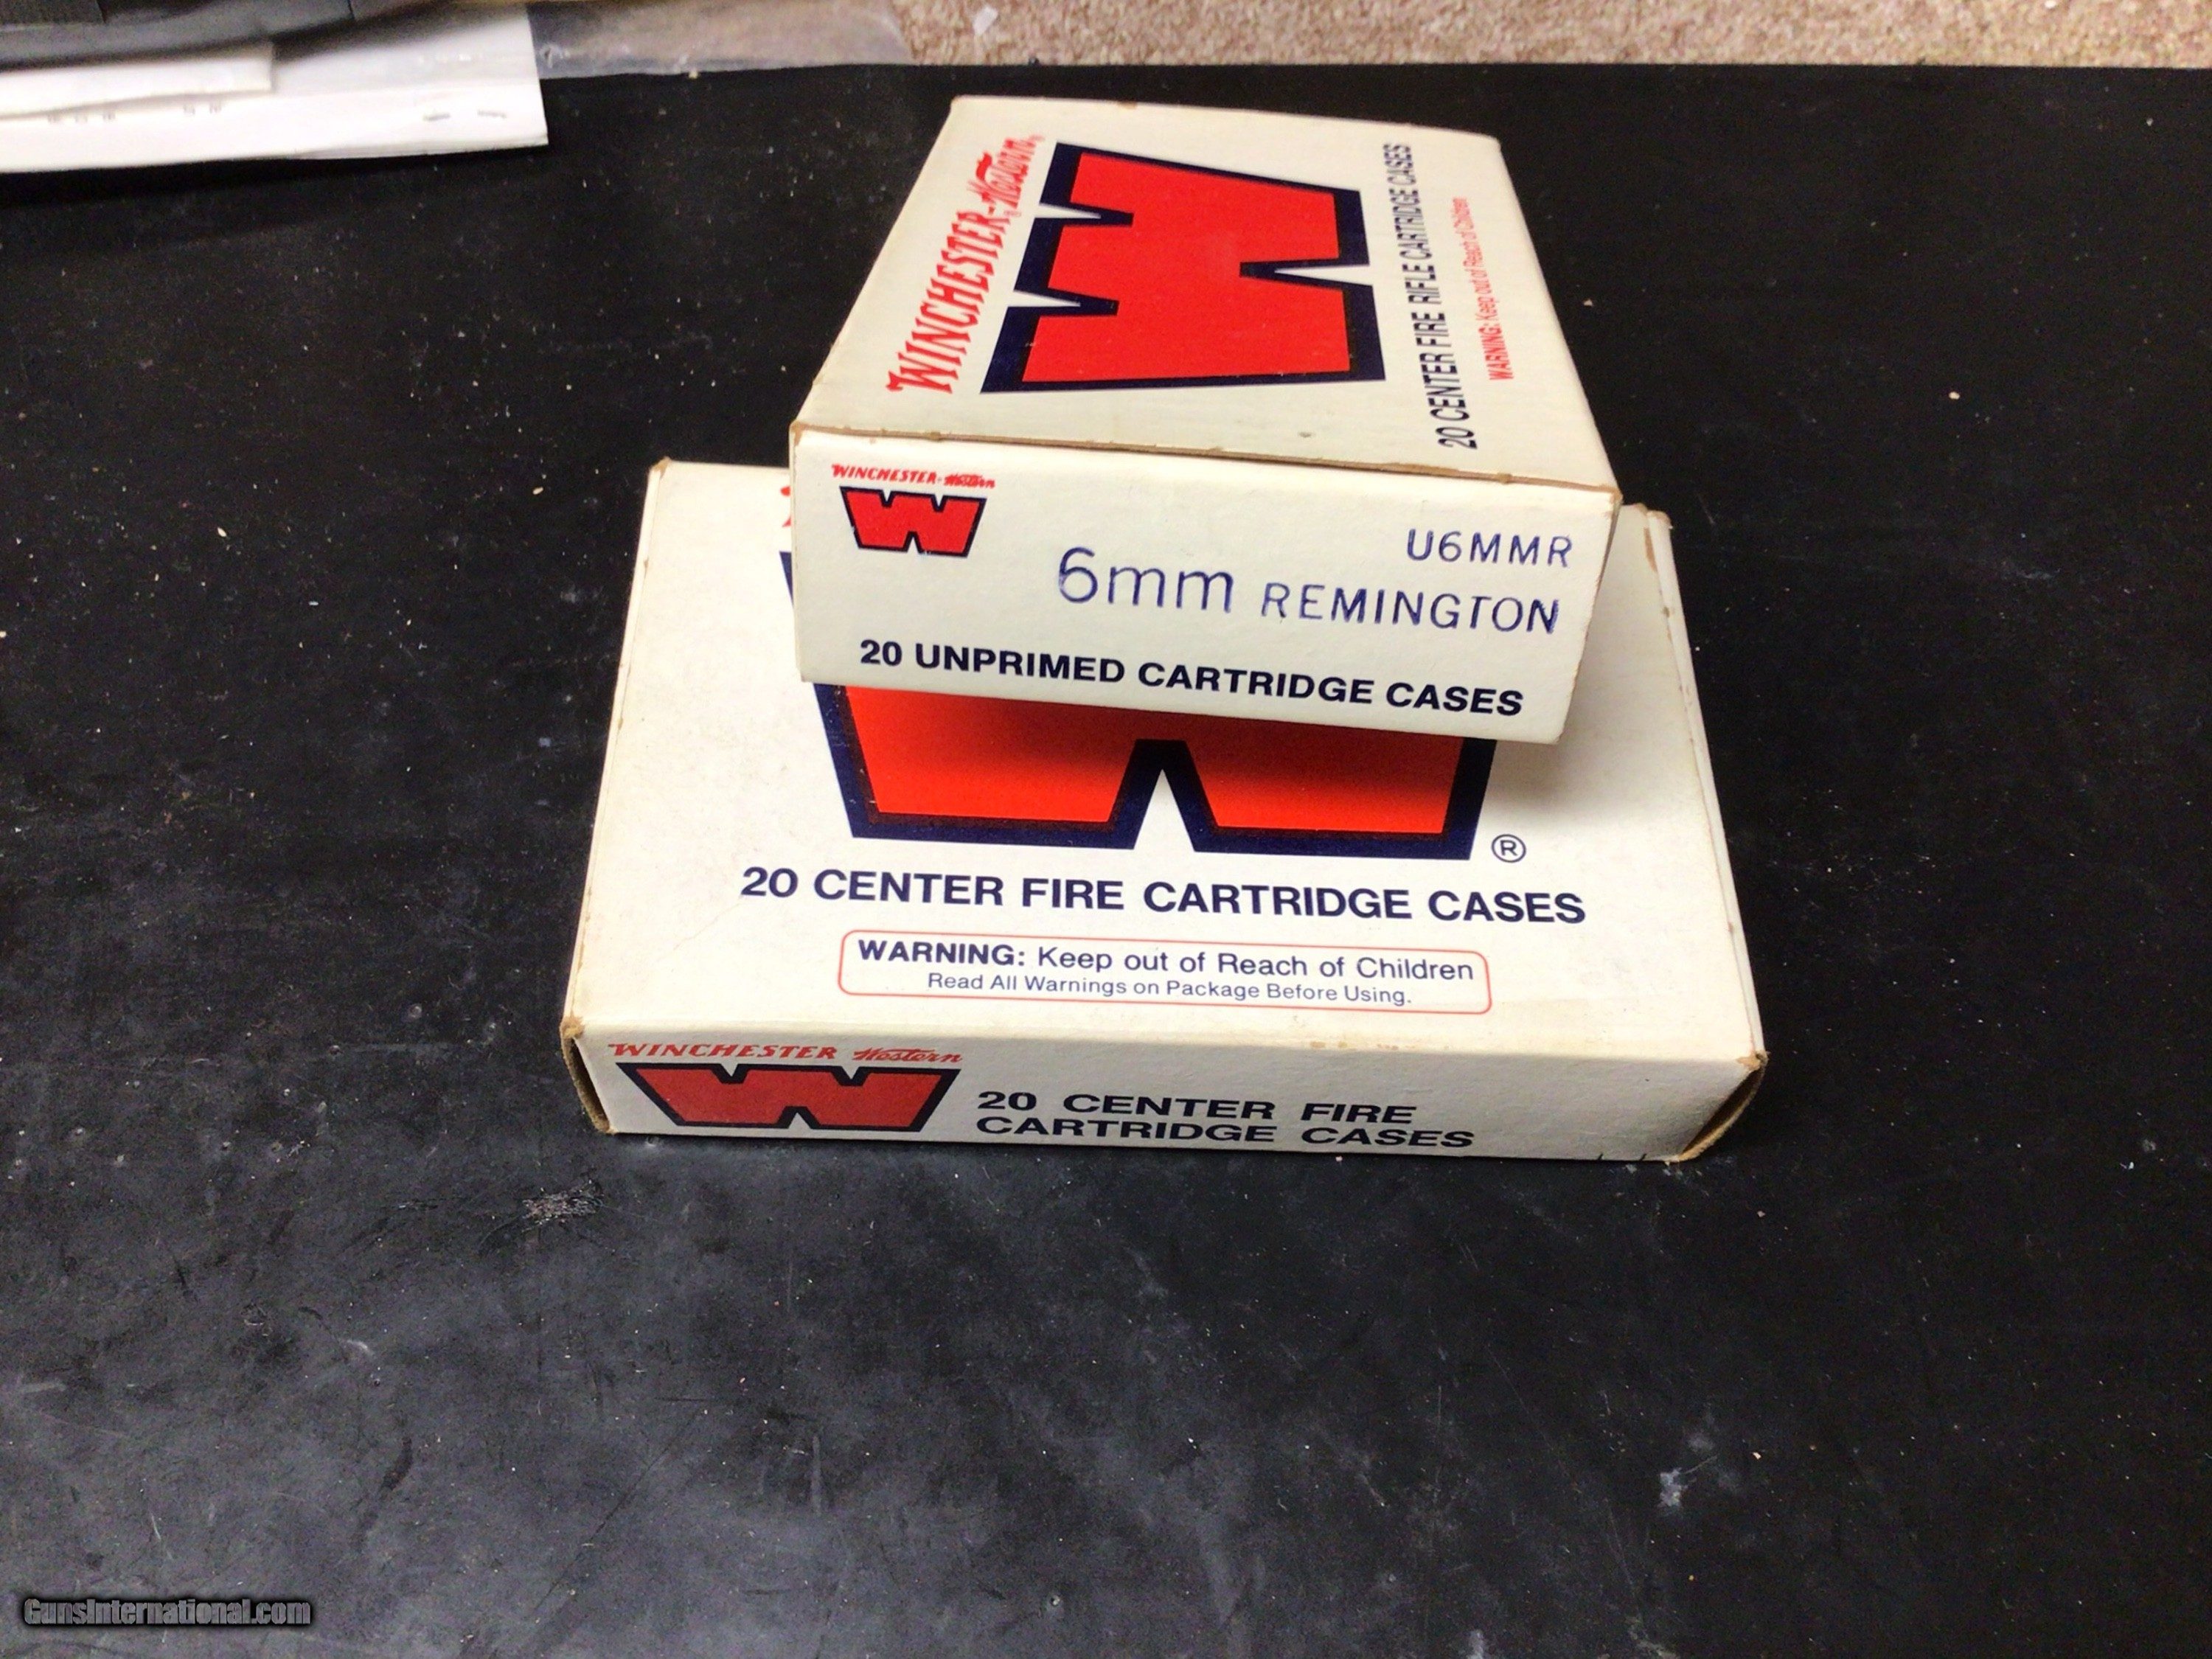 WINCHESTER-Western®
W
20 CENTER FIRE RIFLE CARTRIDGE CASES
WARNING: Keep out of Reach of Children
WINCHESTER-Western
W
U6MMR
6mm REMINGTON
20 UNPRIMED CARTRIDGE CASES
®
20 CENTER FIRE CARTRIDGE CASES
WARNING: Keep out of Reach of Children
Read All Warnings on Package Before Using.
WINCHESTER Western
W
20 CENTER FIRE
CARTRIDGE CASES
GunsInternational.com